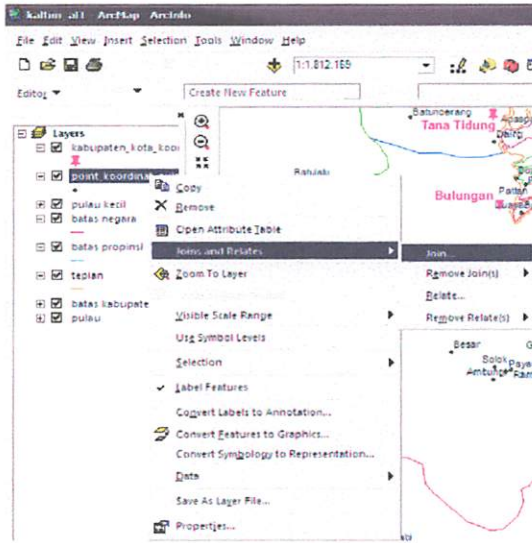 kaltim_all - ArcMap - ArcInfo
File Edit View Insert Selection Tools Window Help
1:1.812.169
Editor
Create New Feature
Layers
kabupaten_kota_koor
point_koordinat
pulau kecil
batas negara
batas propinsi
tepian
batas kabupate
pulau
Copy
Remove
Open Attribute Table
Joins and Relates
Zoom To Layer
Visible Scale Range
Use Symbol Levels
Selection
Label Features
Convert Labels to Annotation...
Convert Features to Graphics...
Convert Symbology to Representation...
Data
Save As Layer File...
Properties...
Join...
Remove Join(s)
Relate...
Remove Relate(s)
Tana Tidung
Bulungan
Besar
Solok